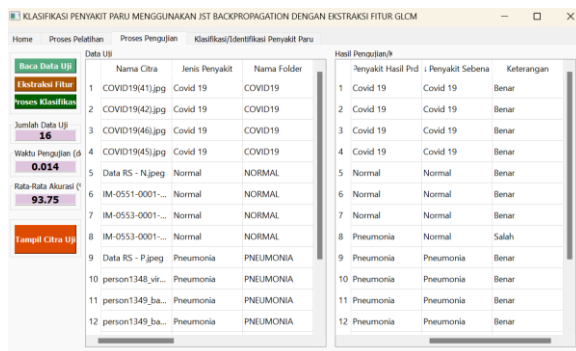 KLASIFIKASI PENYAKIT PARU MENGGUNAKAN JST BACKPROPAGATION DENGAN EKSTRAKSI FITUR GLCM
Home Proses Pelatihan Proses Pengujian Klasifikasi/Identifikasi Penyakit Paru
Baca Data Uji
Ekstraksi Fitur
Proses Klasifikas
Jumlah Data Uji
16
Waktu Pengujian (d
0.014
Rata-Rata Akurasi (%
93.75
Tampil Citra Uji
Data Uji
Nama Citra Jenis Penyakit Nama Folder
1 COVID19(41).jpg Covid 19 COVID19
2 COVID19(42).jpg Covid 19 COVID19
3 COVID19(46).jpg Covid 19 COVID19
4 COVID19(45).jpg Covid 19 COVID19
5 Data RS - N.jpeg Normal NORMAL
6 IM-0551-0001-... Normal NORMAL
7 IM-0553-0001-... Normal NORMAL
8 IM-0553-0001-... Normal NORMAL
9 Data RS - P.jpeg Pneumonia PNEUMONIA
10 person1348_vir... Pneumonia PNEUMONIA
11 person1349_ba... Pneumonia PNEUMONIA
12 person1349_ba... Pneumonia PNEUMONIA
Hasil Pengujian/
Penyakit Hasil Prd s Penyakit Sebena Keterangan
1 Covid 19 Covid 19 Benar
2 Covid 19 Covid 19 Benar
3 Covid 19 Covid 19 Benar
4 Covid 19 Covid 19 Benar
5 Normal Normal Benar
6 Normal Normal Benar
7 Normal Normal Benar
8 Pneumonia Normal Salah
9 Pneumonia Pneumonia Benar
10 Pneumonia Pneumonia Benar
11 Pneumonia Pneumonia Benar
12 Pneumonia Pneumonia Benar